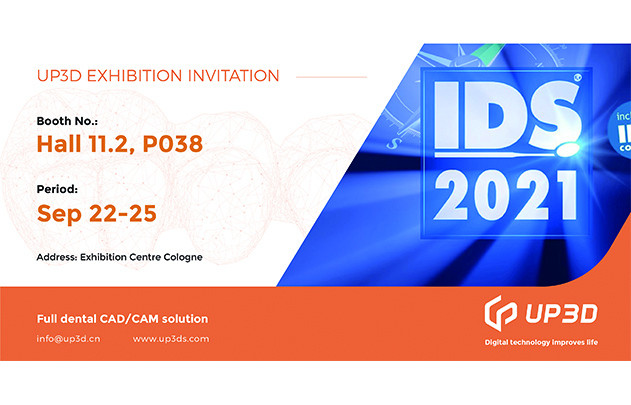 UP3D EXHIBITION INVITATION
Booth No.:
Hall 11.2, P038
Period:
Sep 22-25
Address: Exhibition Centre Cologne
IDS®
2021
Full dental CAD/CAM solution
info@up3d.cn www.up3ds.com
UP3D
Digital technology improves life